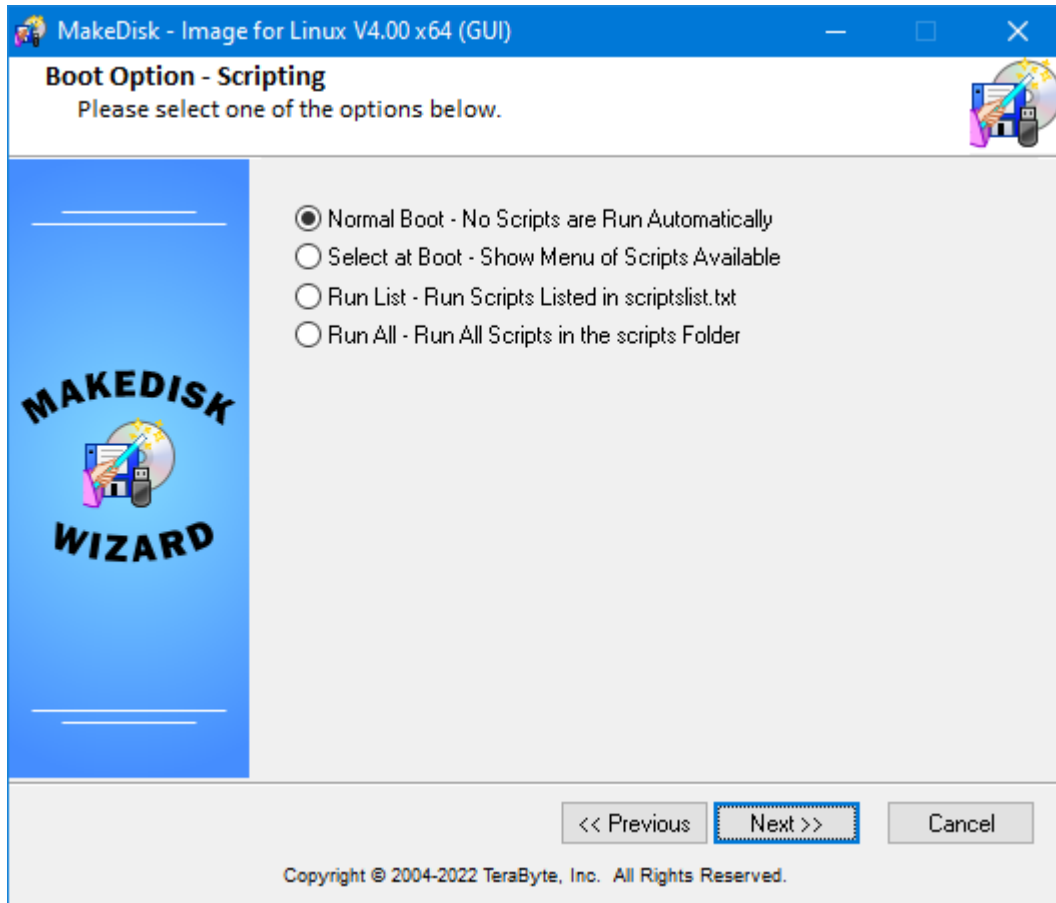 MakeDisk - Image for Linux V4.00 x64 (GUI)
Boot Option - Scripting
Please select one of the options below.
Normal Boot - No Scripts are Run Automatically
Select at Boot - Show Menu of Scripts Available
Run List - Run Scripts Listed in scriptslist.txt
Run All - Run All Scripts in the scripts Folder
MAKEDISK
WIZARD
<< Previous Next >> Cancel
Copyright © 2004-2022 TeraByte, Inc. All Rights Reserved.